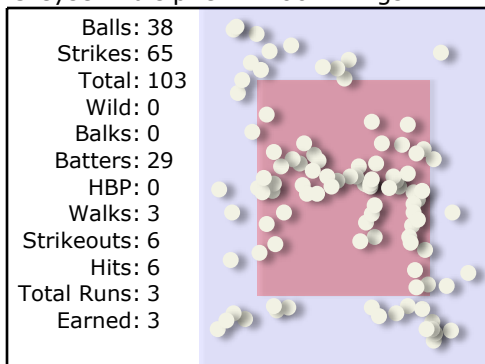 Balls: 38
Strikes: 65
Total: 103
Wild: 0
Balks: 0
Batters: 29
HBP: 0
Walks: 3
Strikeouts: 6
Hits: 6
Total Runs: 3
Earned: 3